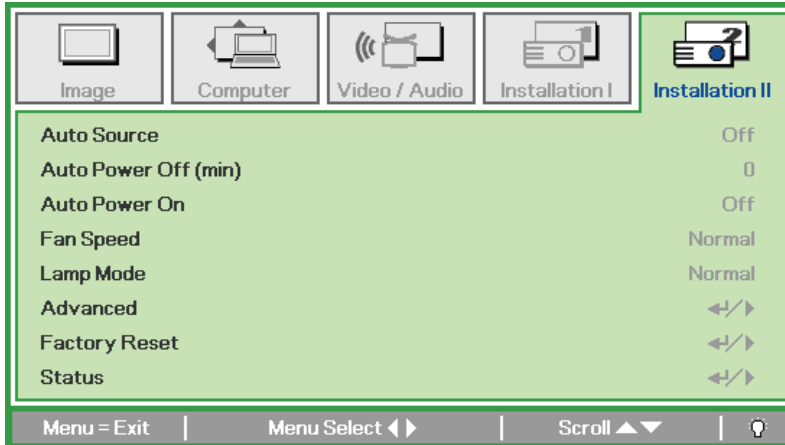 Image Computer Video / Audio Installation I Installation II
Auto Source Off
Auto Power Off (min) 0
Auto Power On Off
Fan Speed Normal
Lamp Mode Normal
Advanced
Factory Reset
Status
Menu = Exit Menu Select Scroll